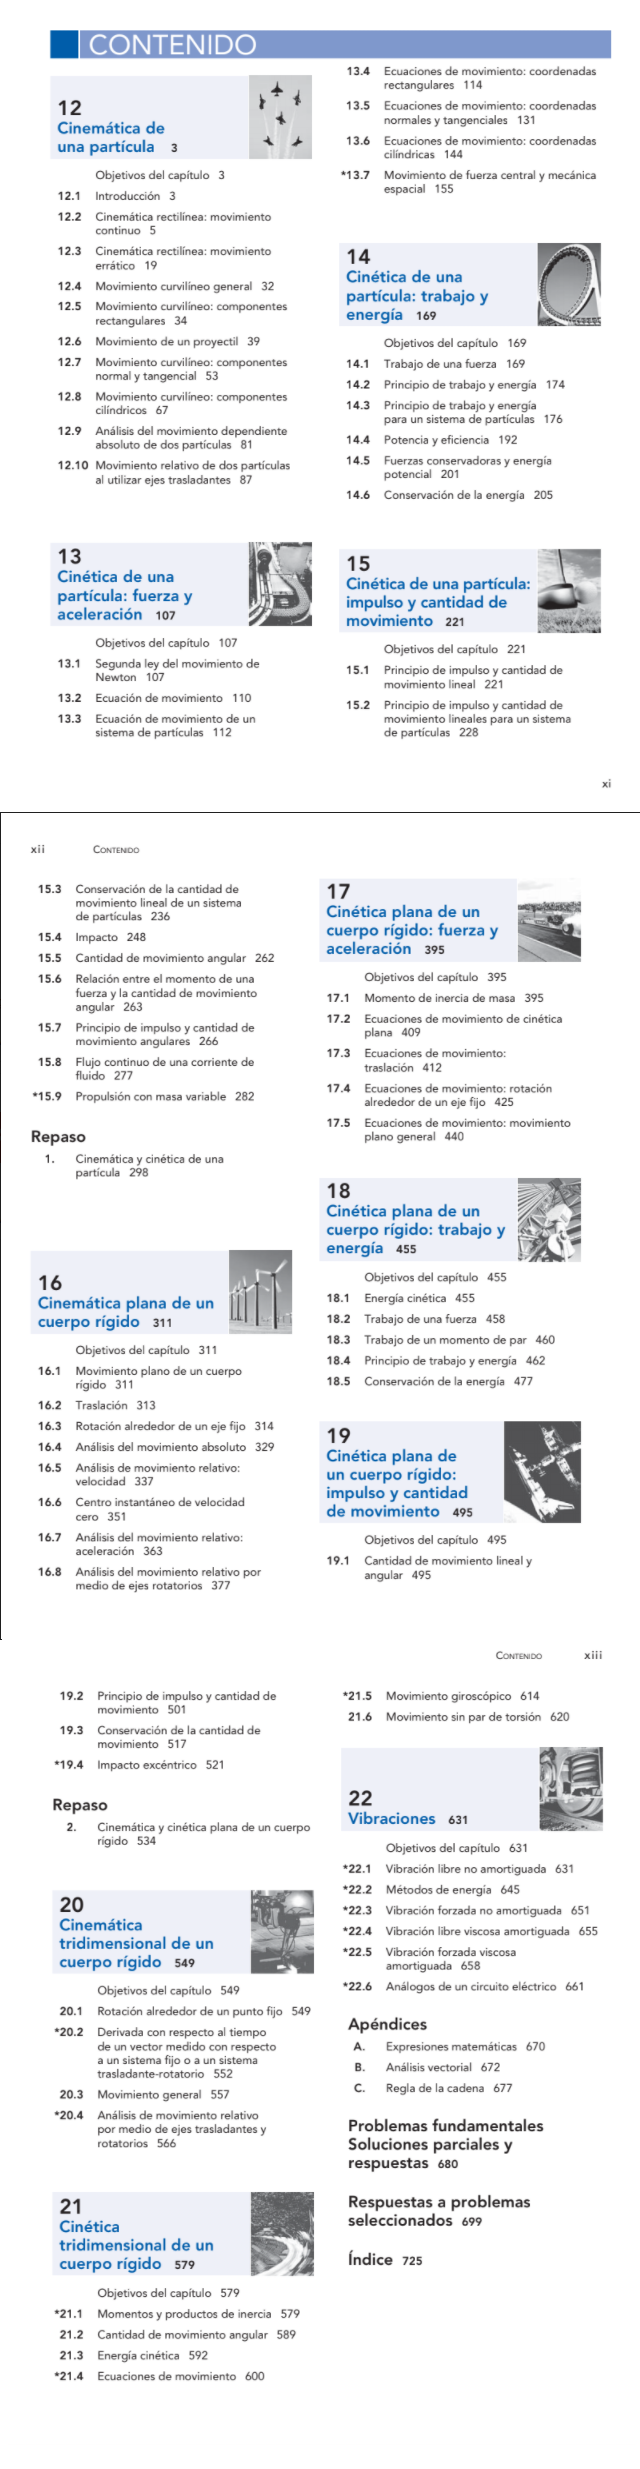 CONTENIDO
12
Cinemática de
una partícula 3
Objetivos del capítulo 3
12.1 Introducción 3
12.2 Cinemática rectilínea: movimiento
continuo 5
12.3 Cinemática rectilínea: movimiento
errático 19
12.4 Movimiento curvilíneo general 32
12.5 Movimiento curvilíneo: componentes
rectangulares 34
12.6 Movimiento de un proyectil 39
12.7 Movimiento curvilíneo: componentes
normal y tangencial 53
12.8 Movimiento curvilíneo: componentes
cilíndricos 67
12.9 Análisis del movimiento dependiente
absoluto de dos partículas 81
12.10 Movimiento relativo de dos partículas
al utilizar ejes trasladantes 87
13
Cinética de una
partícula: fuerza y
aceleración 107
Objetivos del capítulo 107
13.1 Segunda ley del movimiento de
Newton 107
13.2 Ecuación de movimiento 110
13.3 Ecuación de movimiento de un
sistema de partículas 112
13.4 Ecuaciones de movimiento: coordenadas
rectangulares 114
13.5 Ecuaciones de movimiento: coordenadas
normales y tangenciales 131
13.6 Ecuaciones de movimiento: coordenadas
cilíndricas 144
*13.7 Movimiento de fuerza central y mecánica
espacial 155
14
Cinética de una
partícula: trabajo y
energía 169
Objetivos del capítulo 169
14.1 Trabajo de una fuerza 169
14.2 Principio de trabajo y energía 174
14.3 Principio de trabajo y energía
para un sistema de partículas 176
14.4 Potencia y eficiencia 192
14.5 Fuerzas conservadoras y energía
potencial 201
14.6 Conservación de la energía 205
15
Cinética de una partícula:
impulso y cantidad de
movimiento 221
Objetivos del capítulo 221
15.1 Principio de impulso y cantidad de
movimiento lineal 221
15.2 Principio de impulso y cantidad de
movimiento lineales para un sistema
de partículas 228
xi
xii CONTENIDO
15.3 Conservación de la cantidad de
movimiento lineal de un sistema
de partículas 236
15.4 Impacto 248
15.5 Cantidad de movimiento angular 262
15.6 Relación entre el momento de una
fuerza y la cantidad de movimiento
angular 263
15.7 Principio de impulso y cantidad de
movimiento angulares 266
15.8 Flujo continuo de una corriente de
fluido 277
*15.9 Propulsión con masa variable 282
Repaso
1. Cinemática y cinética de una
partícula 298
16
Cinemática plana de un
cuerpo rígido 311
Objetivos del capítulo 311
16.1 Movimiento plano de un cuerpo
rígido 311
16.2 Traslación 313
16.3 Rotación alrededor de un eje fijo 314
16.4 Análisis del movimiento absoluto 329
16.5 Análisis de movimiento relativo:
velocidad 337
16.6 Centro instantáneo de velocidad
cero 351
16.7 Análisis del movimiento relativo:
aceleración 363
16.8 Análisis del movimiento relativo por
medio de ejes rotatorios 377
17
Cinética plana de un
cuerpo rígido: fuerza y
aceleración 395
Objetivos del capítulo 395
17.1 Momento de inercia de masa 395
17.2 Ecuaciones de movimiento de cinética
plana 409
17.3 Ecuaciones de movimiento:
traslación 412
17.4 Ecuaciones de movimiento: rotación
alrededor de un eje fijo 425
17.5 Ecuaciones de movimiento: movimiento
plano general 440
18
Cinética plana de un
cuerpo rígido: trabajo y
energía 455
Objetivos del capítulo 455
18.1 Energía cinética 455
18.2 Trabajo de una fuerza 458
18.3 Trabajo de un momento de par 460
18.4 Principio de trabajo y energía 462
18.5 Conservación de la energía 477
19
Cinética plana de
un cuerpo rígido:
impulso y cantidad
de movimiento 495
Objetivos del capítulo 495
19.1 Cantidad de movimiento lineal y
angular 495
CONTENIDO xiii
19.2 Principio de impulso y cantidad de
movimiento 501
19.3 Conservación de la cantidad de
movimiento 517
*19.4 Impacto excéntrico 521
Repaso
2. Cinemática y cinética plana de un cuerpo
rígido 534
20
Cinemática
tridimensional de un
cuerpo rígido 549
Objetivos del capítulo 549
20.1 Rotación alrededor de un punto fijo 549
*20.2 Derivada con respecto al tiempo
de un vector medido con respecto
a un sistema fijo o a un sistema
trasladante-rotatorio 552
20.3 Movimiento general 557
*20.4 Análisis de movimiento relativo
por medio de ejes trasladantes y
rotatorios 566
21
Cinética
tridimensional de un
cuerpo rígido 579
Objetivos del capítulo 579
*21.1 Momentos y productos de inercia 579
21.2 Cantidad de movimiento angular 589
21.3 Energía cinética 592
*21.4 Ecuaciones de movimiento 600
*21.5 Movimiento giroscópico 614
21.6 Movimiento sin par de torsión 620
22
Vibraciones 631
Objetivos del capítulo 631
*22.1 Vibración libre no amortiguada 631
*22.2 Métodos de energía 645
*22.3 Vibración forzada no amortiguada 651
*22.4 Vibración libre viscosa amortiguada 655
*22.5 Vibración forzada viscosa
amortiguada 658
*22.6 Análogos de un circuito eléctrico 661
Apéndices
A. Expresiones matemáticas 670
B. Análisis vectorial 672
C. Regla de la cadena 677
Problemas fundamentales
Soluciones parciales y
respuestas 680
Respuestas a problemas
seleccionados 699
Índice 725